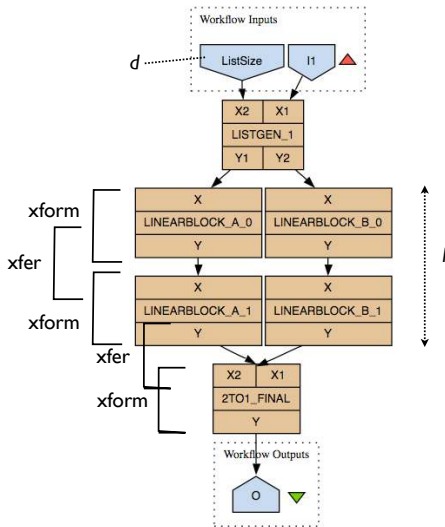 Workflow Inputs
d
ListSize
I1
X2 X1
LISTGEN_1
Y1 Y2
xform
X X
LINEARBLOCK_A_0 LINEARBLOCK_B_0
Y Y
xfer
l
X X
xform
LINEARBLOCK_A_1 LINEARBLOCK_B_1
Y Y
xfer
X2 X1
xform
2TO1_FINAL
Y
Workflow Outputs
O